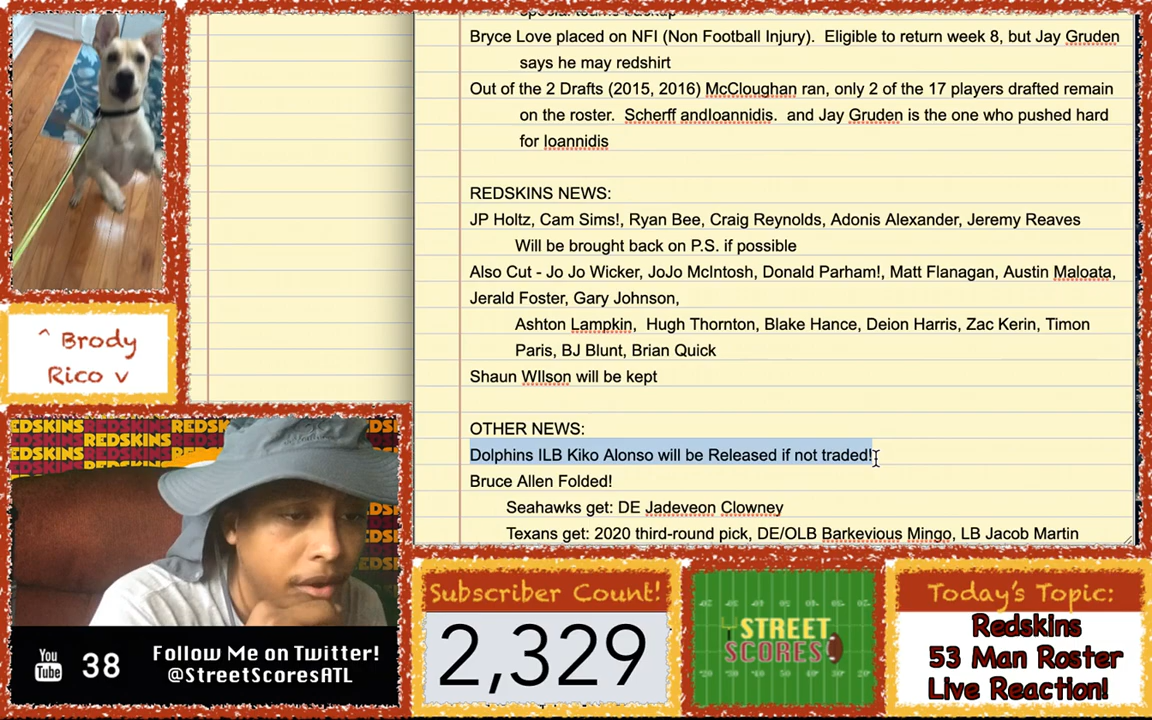 Special teams backup
Bryce Love placed on NFI (Non Football Injury).  Eligible to return week 8, but Jay Gruden
says he may redshirt
Out of the 2 Drafts (2015, 2016) McCloughan ran, only 2 of the 17 players drafted remain
on the roster.  Scherff andIoannidis.  and Jay Gruden is the one who pushed hard
for Ioannidis
REDSKINS NEWS:
JP Holtz, Cam Sims!, Ryan Bee, Craig Reynolds, Adonis Alexander, Jeremy Reaves
Will be brought back on P.S. if possible
Also Cut - Jo Jo Wicker, JoJo McIntosh, Donald Parham!, Matt Flanagan, Austin Maloata,
Jerald Foster, Gary Johnson,
Ashton Lampkin,  Hugh Thornton, Blake Hance, Deion Harris, Zac Kerin, Timon
Paris, BJ Blunt, Brian Quick
Shaun WIlson will be kept
OTHER NEWS:
Dolphins ILB Kiko Alonso will be Released if not traded!
Bruce Allen Folded!
Seahawks get: DE Jadeveon Clowney
Texans get: 2020 third-round pick, DE/OLB Barkevious Mingo, LB Jacob Martin
^ Brody
Rico v
EDSKINS REDSKINS REDSK
REDSKINS
You
Tube
38
Follow Me on Twitter!
@StreetScoresATL
Subscriber Count!
2,329
STREET
SCORES
Today's Topic:
Redskins
53 Man Roster
Live Reaction!